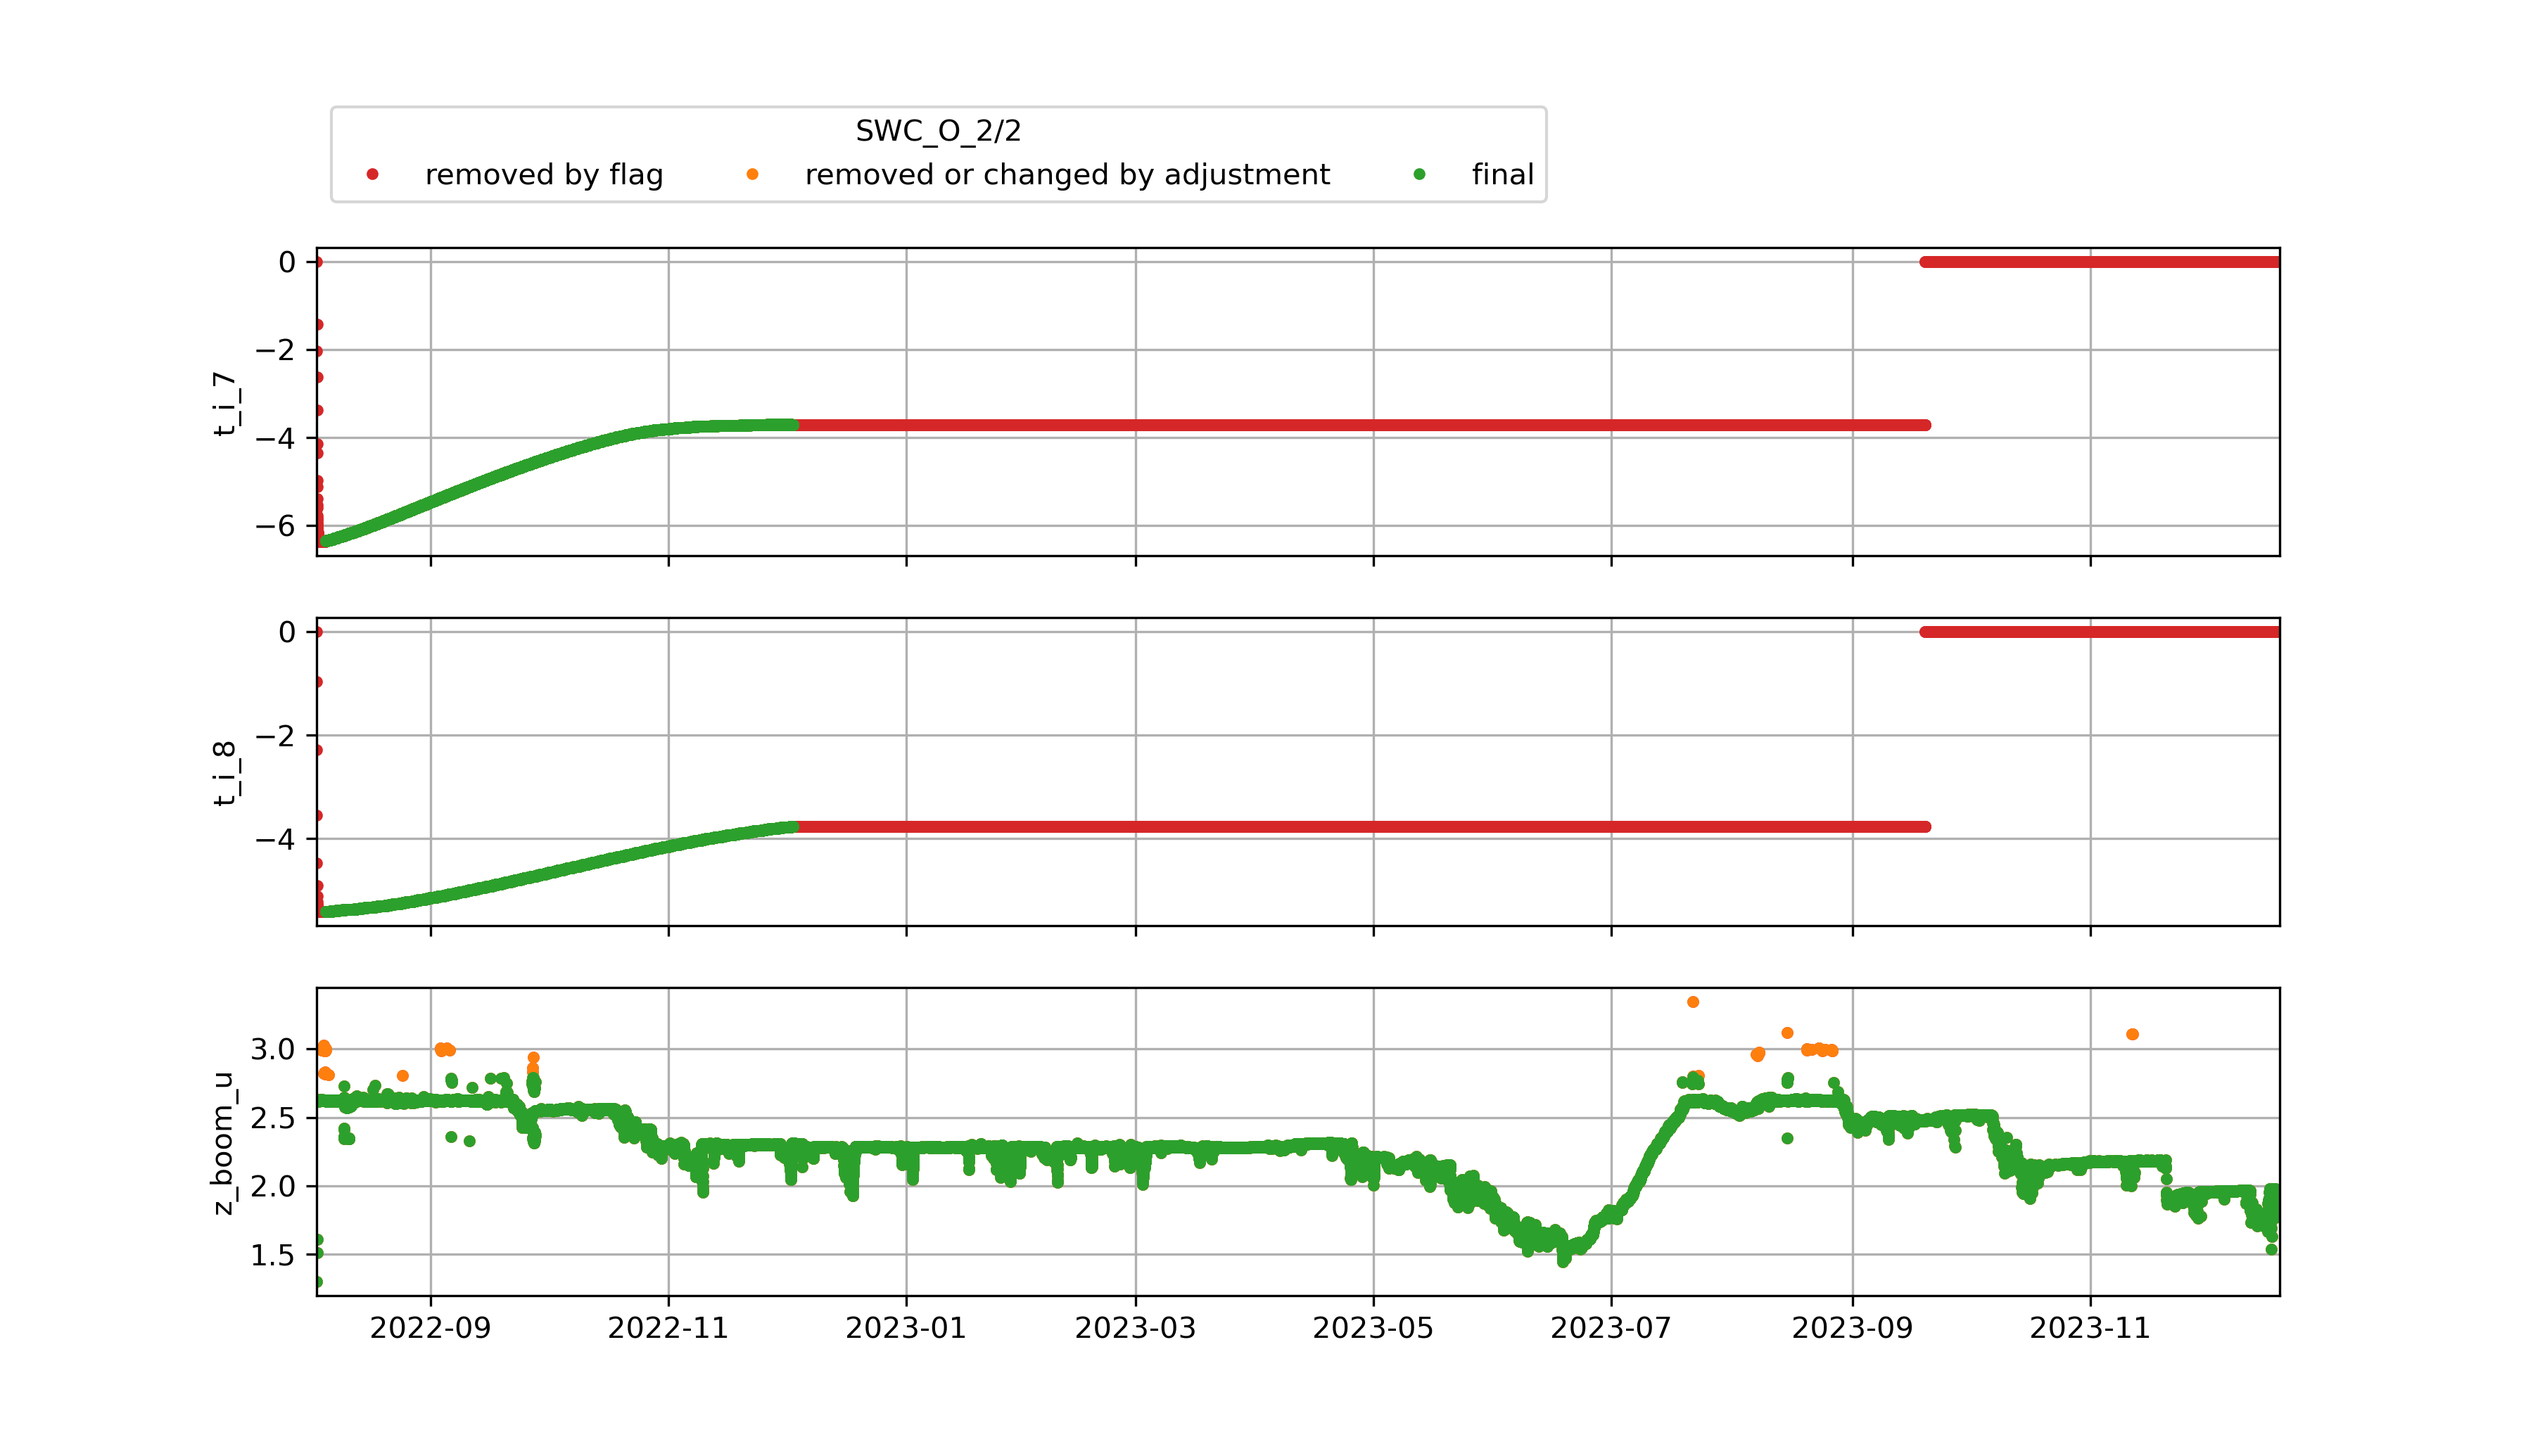 SWC_O_2/2
removed by flag removed or changed by adjustment final
0
−2
−4
−6
t_i_7
0
−2
−4
t_i_8
3.0
2.5
2.0
1.5
z_boom_u
2022-09 2022-11 2023-01 2023-03 2023-05 2023-07 2023-09 2023-11